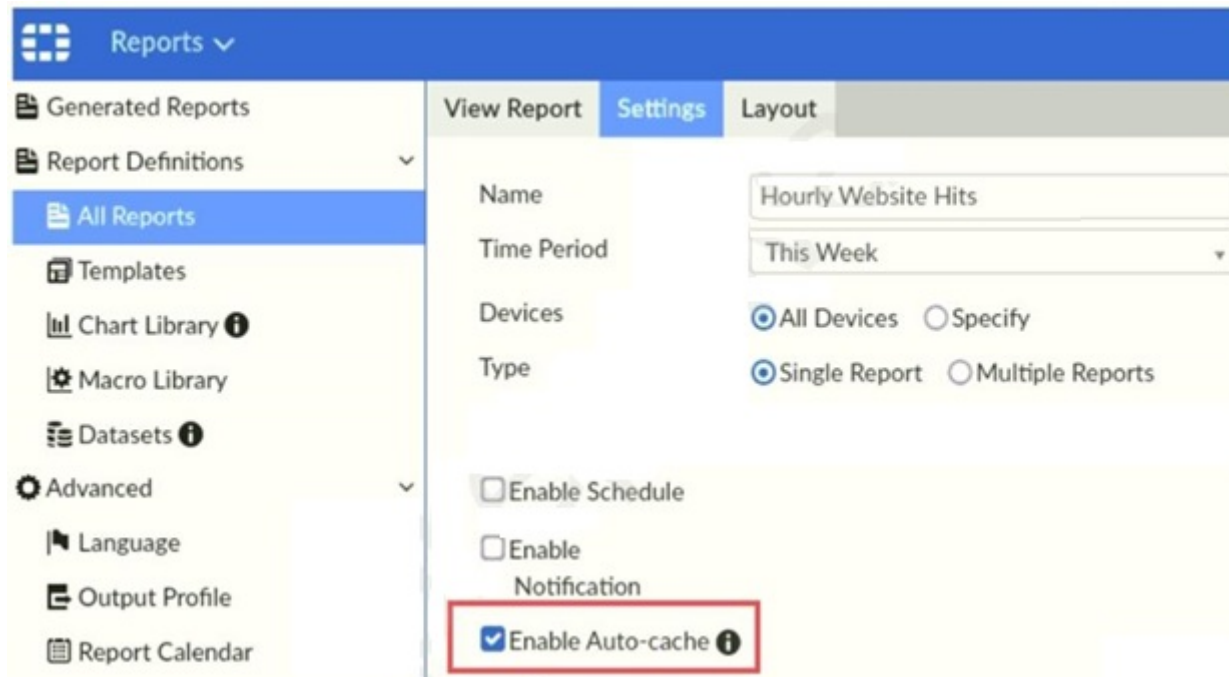 Reports
Generated Reports
View Report Settings Layout
Report Definitions
All Reports
Name Hourly Website Hits
Templates
Time Period This Week
Chart Library
Devices All Devices Specify
Macro Library
Type Single Report Multiple Reports
Datasets
Advanced
Enable Schedule
Language
Enable
Notification
Output Profile
Enable Auto-cache
Report Calendar